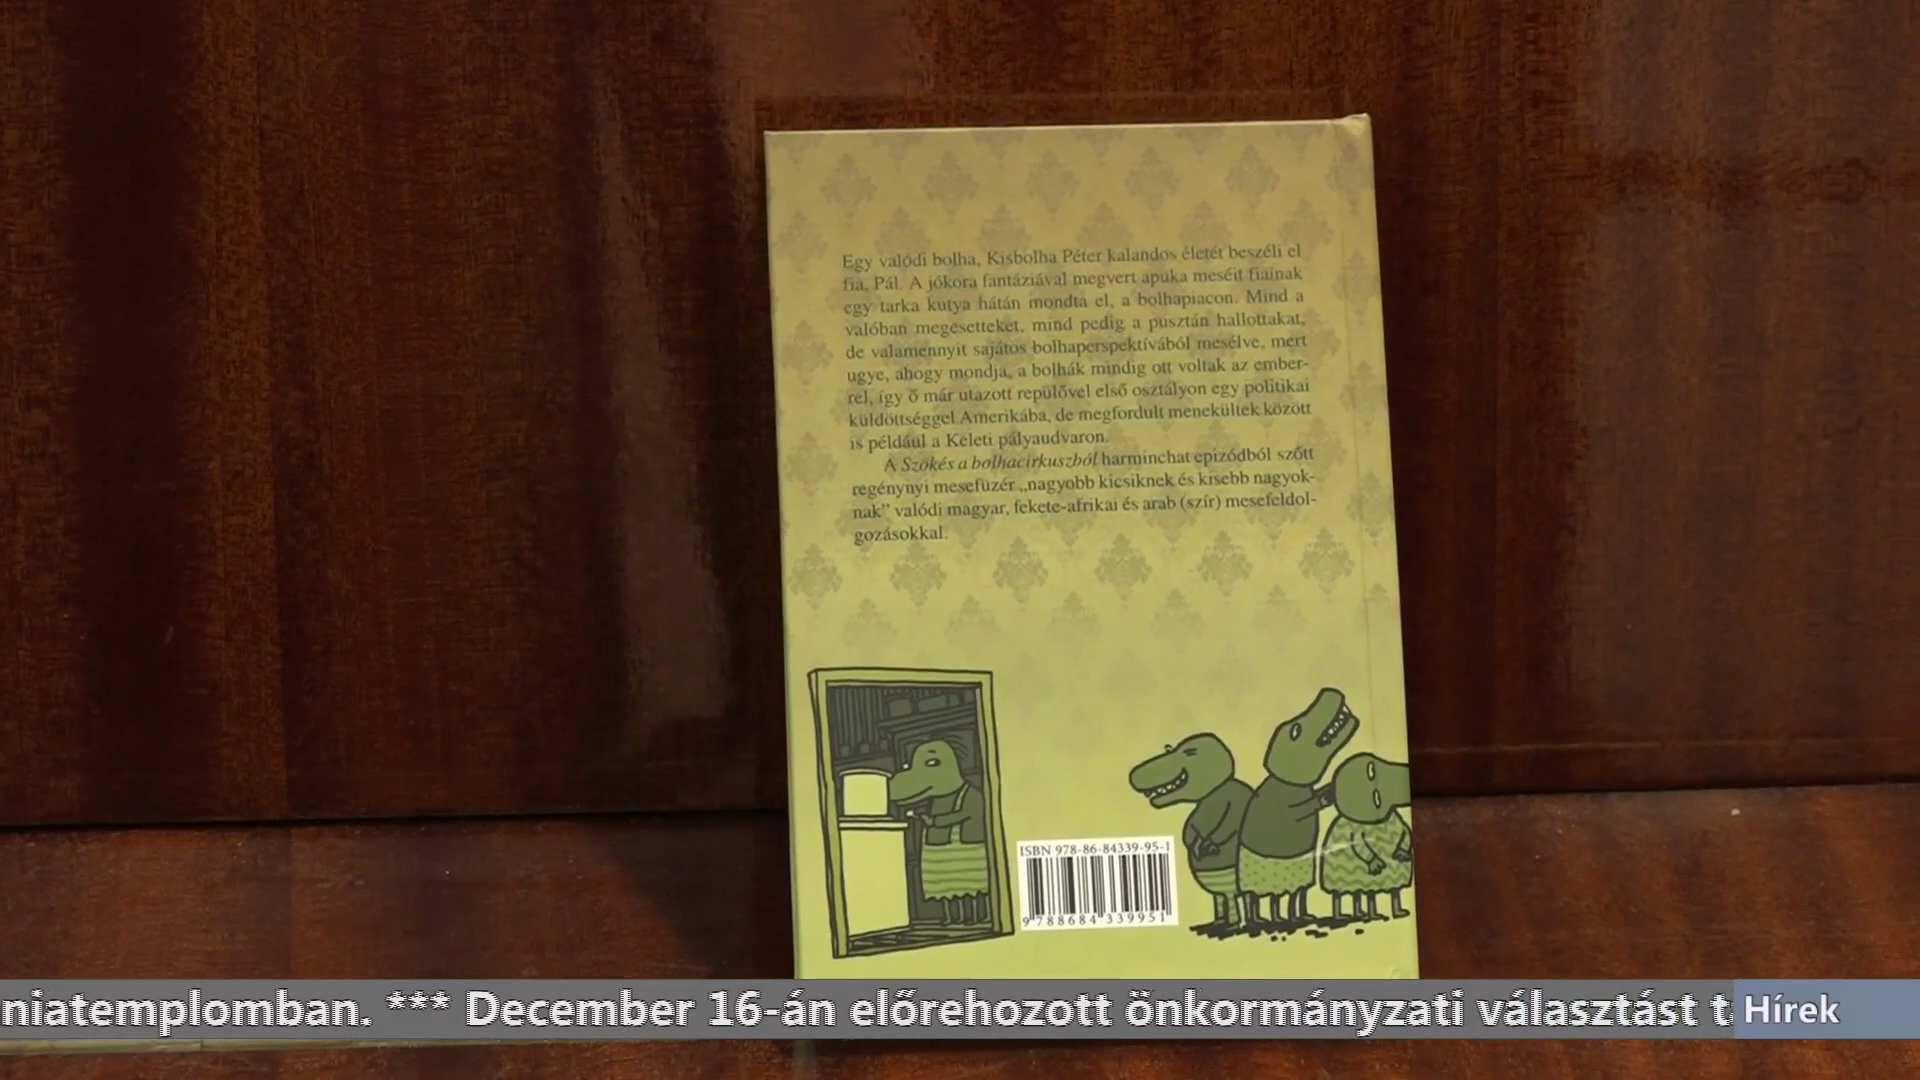 Egy valódi bolha, Kisbolha Péter kalandos életét beszéli el
fia, Pál. A jókora fantáziával megvert apuka meséit fiainak
egy tarka kutya hátán mondta el, a bolhapiacon. Mind a
valóban megesetteket, mind pedig a pusztán hallottakat,
de valamennyit sajátos bolhaperspektívából mesélve, mert
ugye, ahogy mondja, a bolhák mindig ott voltak az ember-
rel, így ő már utazott repülővel első osztályon egy politikai
küldöttséggel Amerikába, de megfordult menekültek között
is például a Keleti pályaudvaron.
A Szökés a bolhacirkuszból harminchat epizódból szőtt
regénynyi mesefüzér „nagyobb kicsiknek és kisebb nagyok-
nak” valódi magyar, fekete-afrikai és arab (szír) mesefeldol-
gozásokkal.
ISBN 978-86-84339-95-1
9 788684 339951
niatemplomban. *** December 16-án előrehozott önkormányzati választást t
Hírek